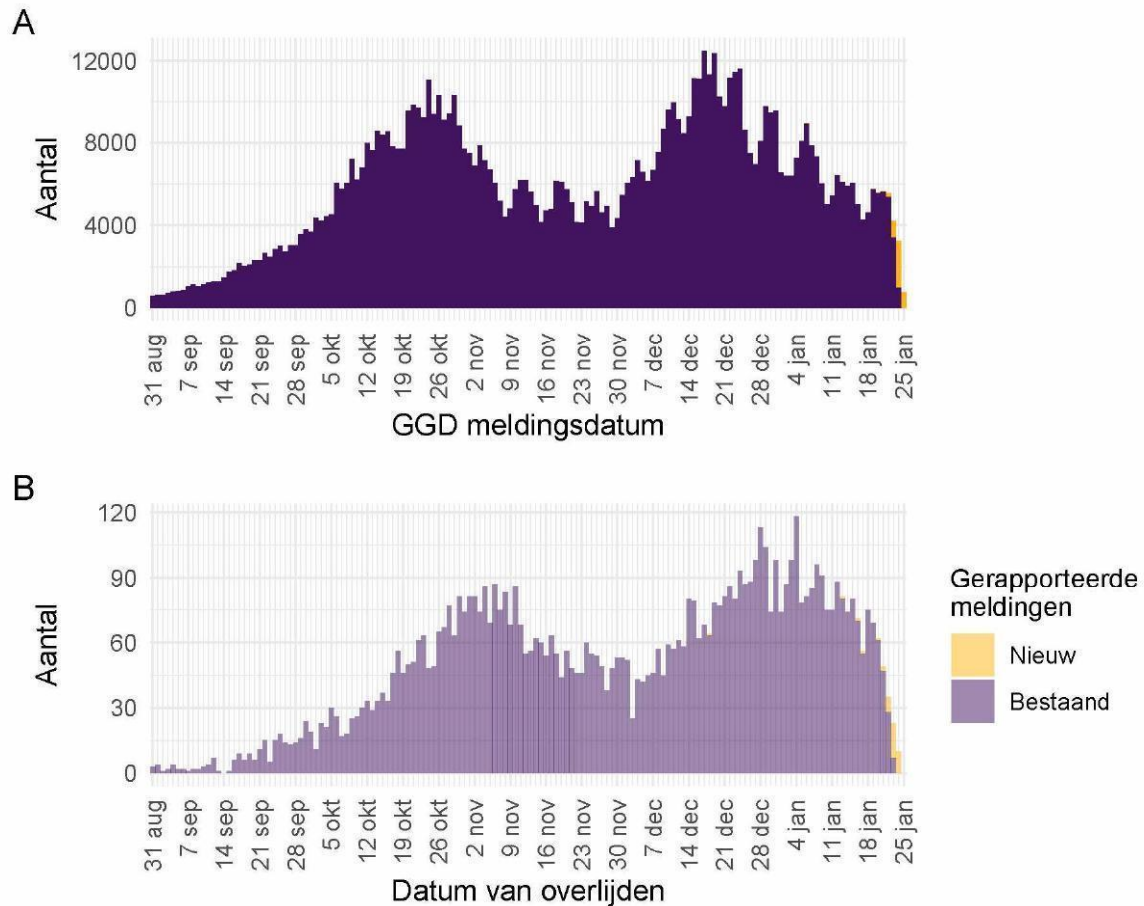 A
12000
8000
4000
0
Aantal
31 aug
7 sep
14 sep
21 sep
28 sep
5 okt
12 okt
19 okt
26 okt
2 nov
9 nov
16 nov
23 nov
30 nov
7 dec
14 dec
21 dec
28 dec
4 jan
11 jan
18 jan
25 jan
GGD meldingsdatum
B
120
90
60
30
0
Aantal
31 aug
7 sep
14 sep
21 sep
28 sep
5 okt
12 okt
19 okt
26 okt
2 nov
9 nov
16 nov
23 nov
30 nov
7 dec
14 dec
21 dec
28 dec
4 jan
11 jan
18 jan
25 jan
Datum van overlijden
Gerapporteerde
meldingen
Nieuw
Bestaand